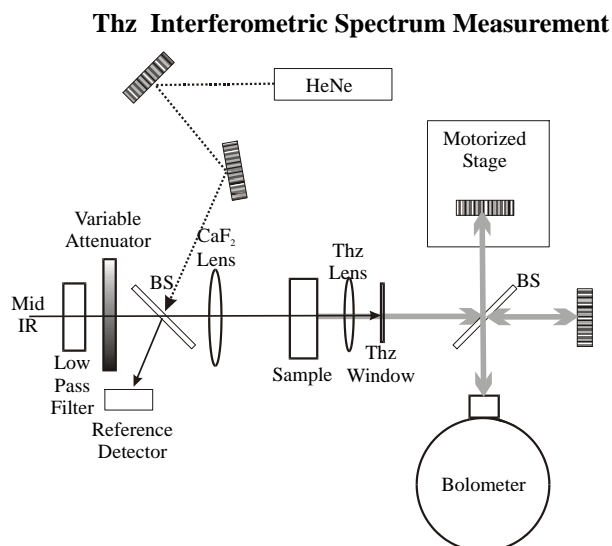 Thz Interferometric Spectrum Measurement
HeNe
Motorized
Stage
Variable
Attenuator
CaF₂
Lens
Thz
Lens
BS
BS
Mid
IR
Low
Pass
Filter
Sample
Thz
Window
Reference
Detector
Bolometer